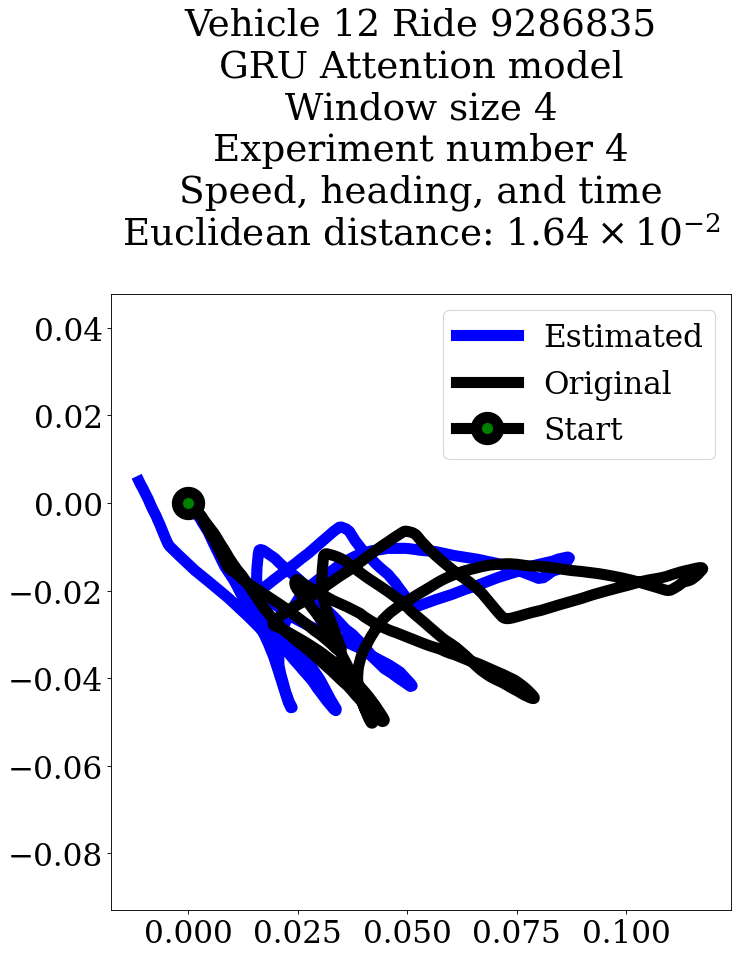 Vehicle 12 Ride 9286835
GRU Attention model
Window size 4
Experiment number 4
Speed, heading, and time
Euclidean distance: 1.64 × 10⁻²
Estimated
Original
Start
0.04
0.02
0.00
−0.02
−0.04
−0.06
−0.08
0.000 0.025 0.050 0.075 0.100